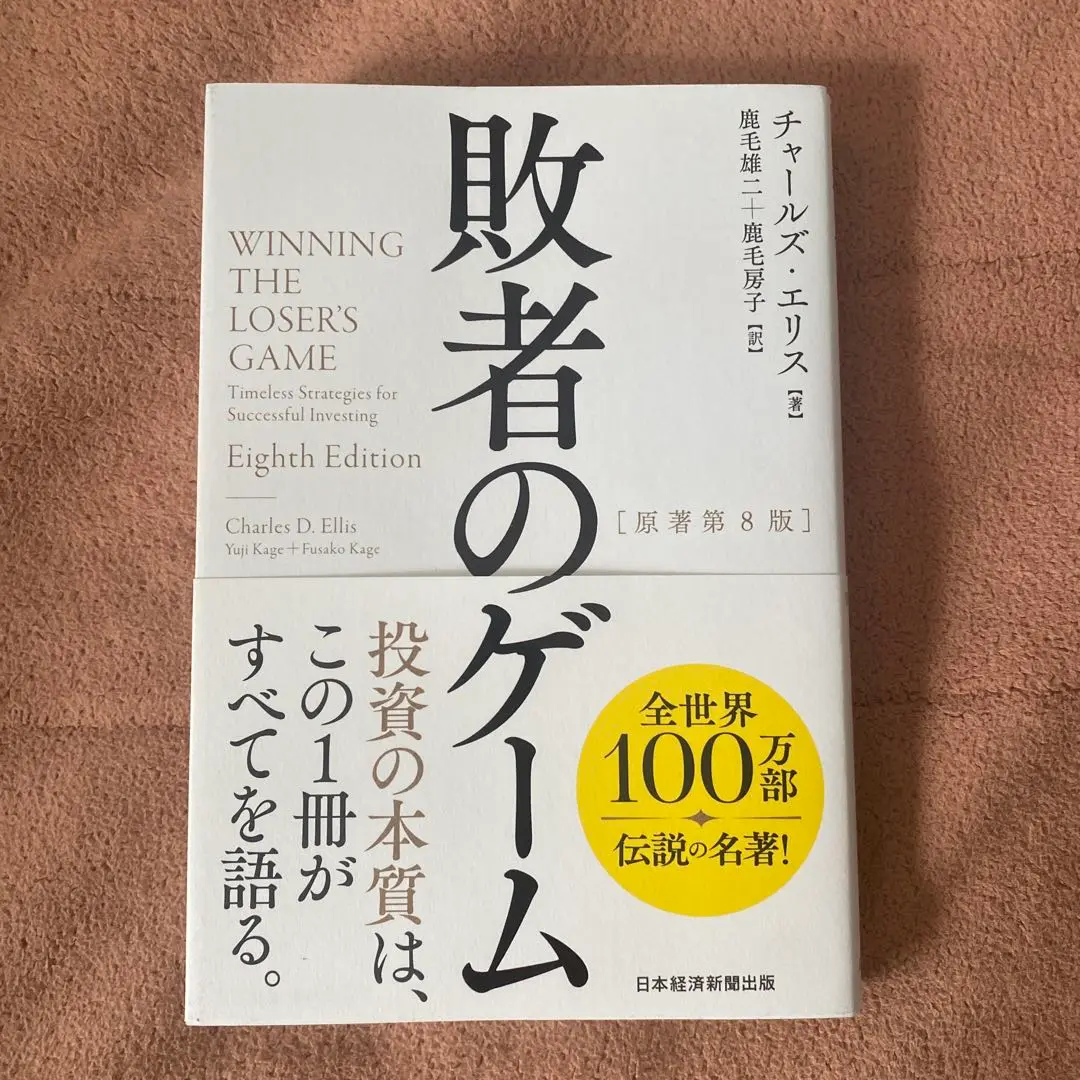 チャールズ・エリス【著】
鹿毛雄二＋鹿毛房子【訳】
敗者のゲーム
［原著第8版］
WINNING
THE
LOSER'S
GAME
Timeless Strategies for
Successful Investing
Eighth Edition
Charles D. Ellis
Yuji Kage＋Fusako Kage
投資の本質は、
この1冊が
すべてを語る。
全世界
100万部
伝説の名著!
日本経済新聞出版